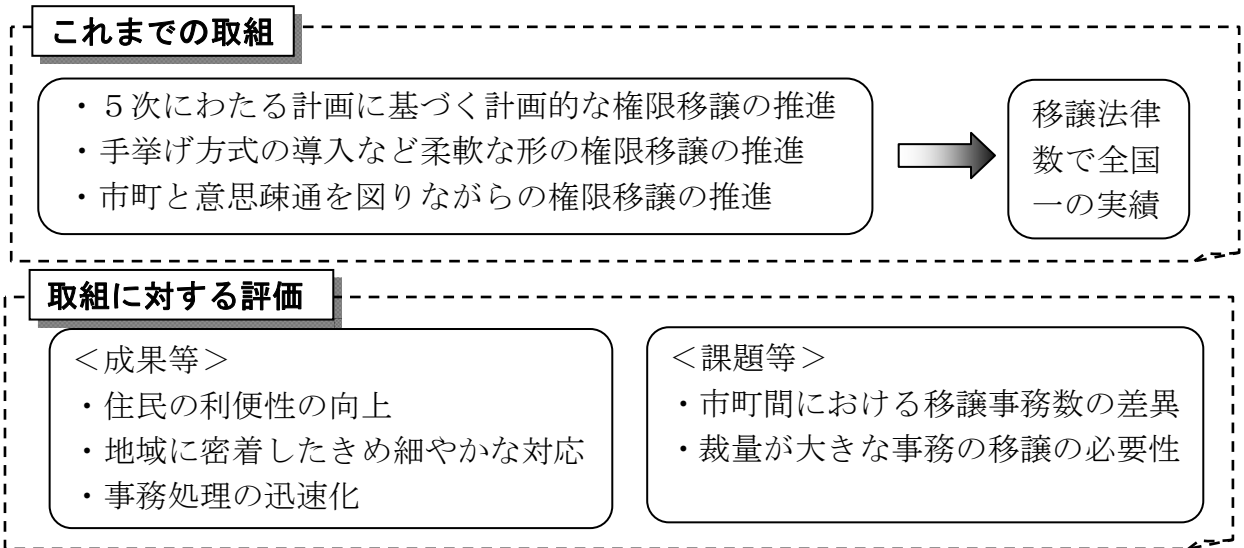 これまでの取組
・５次にわたる計画に基づく計画的な権限移譲の推進
・手挙げ方式の導入など柔軟な形の権限移譲の推進
・市町と意思疎通を図りながらの権限移譲の推進
移譲法律
数で全国
一の実績
取組に対する評価
＜成果等＞
・住民の利便性の向上
・地域に密着したきめ細やかな対応
・事務処理の迅速化
＜課題等＞
・市町間における移譲事務数の差異
・裁量が大きな事務の移譲の必要性